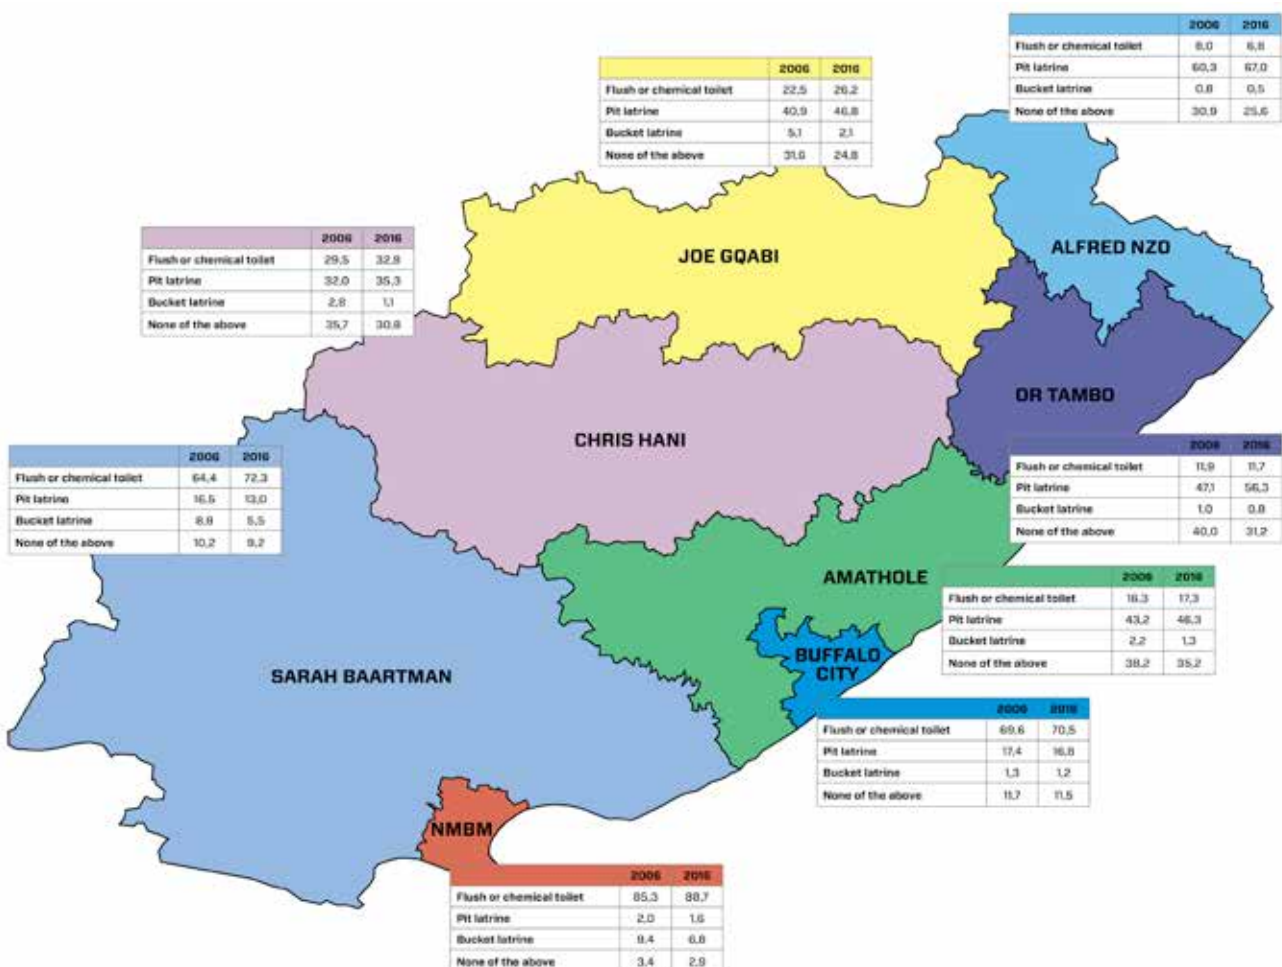 2006 2016
Flush or chemical toilet 8,0 6,8
Pit latrine 60,3 67,0
Bucket latrine 0,8 0,5
None of the above 30,9 25,6
2006 2016
Flush or chemical toilet 22,5 26,2
Pit latrine 40,9 46,8
Bucket latrine 5,1 2,1
None of the above 31,6 24,8
JOE GQABI
ALFRED NZO
2006 2016
Flush or chemical toilet 29,5 32,8
Pit latrine 32,0 35,3
Bucket latrine 2,8 1,1
None of the above 35,7 30,8
OR TAMBO
CHRIS HANI
2006 2016
Flush or chemical toilet 64,4 72,3
Pit latrine 16,5 13,0
Bucket latrine 8,8 5,5
None of the above 10,2 9,2
2006 2016
Flush or chemical toilet 11,9 11,7
Pit latrine 47,1 56,3
Bucket latrine 1,0 0,8
None of the above 40,0 31,2
AMATHOLE
2006 2016
Flush or chemical toilet 16,3 17,3
Pit latrine 43,2 46,3
Bucket latrine 2,2 1,3
None of the above 38,2 35,2
BUFFALO
CITY
SARAH BAARTMAN
2006 2016
Flush or chemical toilet 69,6 70,5
Pit latrine 17,4 16,8
Bucket latrine 1,3 1,2
None of the above 11,7 11,5
NMBM
2006 2016
Flush or chemical toilet 85,3 88,7
Pit latrine 2,0 1,6
Bucket latrine 9,4 6,8
None of the above 3,4 2,9